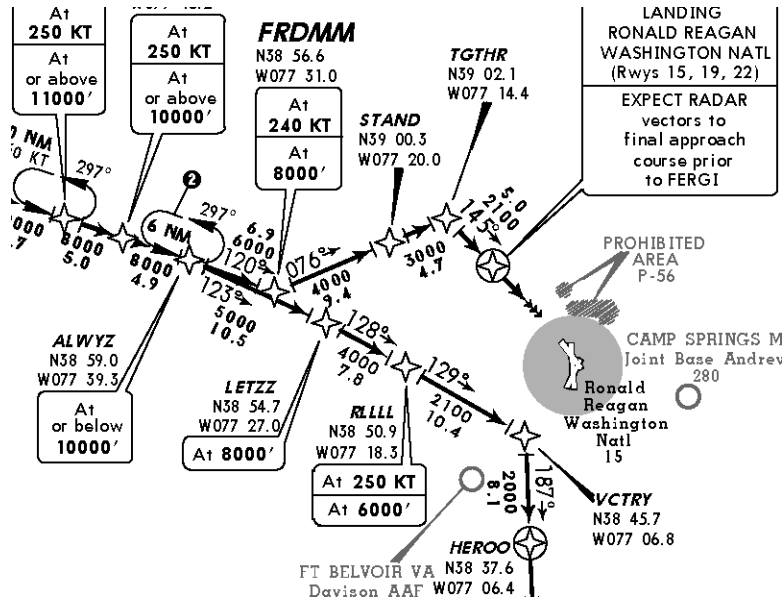 At
250 KT
At
or above
11000′
At
250 KT
At
or above
10000′
FRDMM
N38 56.6
W077 31.0
At
240 KT
At
8000′
TGTHR
N39 02.1
W077 14.4
STAND
N39 00.3
W077 20.0
LANDING
RONALD REAGAN
WASHINGTON NATL
(Rwys 15, 19, 22)
EXPECT RADAR
vectors to
final approach
course prior
to FERGI
NM
KT
297°
2
297°
6 NM
8000
5.0
8000
4.9
6.9
6000
120°
076°
4000
9.4
3000
4.7
5.0
2100
145°
PROHIBITED
AREA
P-56
123°
5000
10.5
128°
4000
7.8
129°
2100
10.4
ALWYZ
N38 59.0
W077 39.3
At
or below
10000′
LETZZ
N38 54.7
W077 27.0
At 8000′
RLLLL
N38 50.9
W077 18.3
At 250 KT
At 6000′
CAMP SPRINGS M
Joint Base Andrew
280
Ronald
Reagan
Washington
Natl
15
2000
8.1
187°
VCTRY
N38 45.7
W077 06.8
HEROO
N38 37.6
W077 06.4
FT BELVOIR VA
Davison AAF